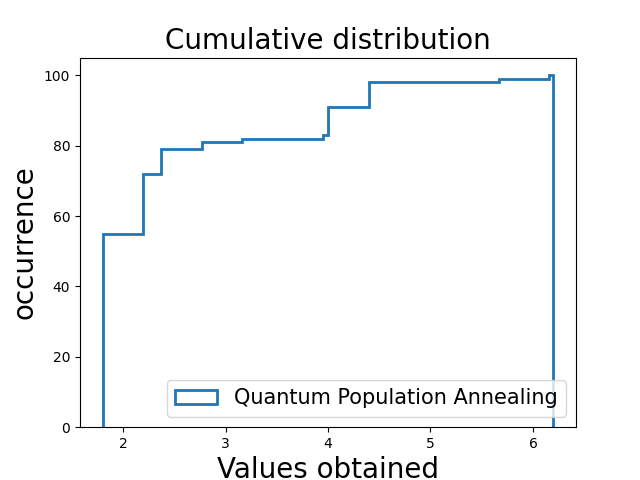 Cumulative distribution
100
80
60
40
20
0
occurrence
Quantum Population Annealing
2 3 4 5 6
Values obtained